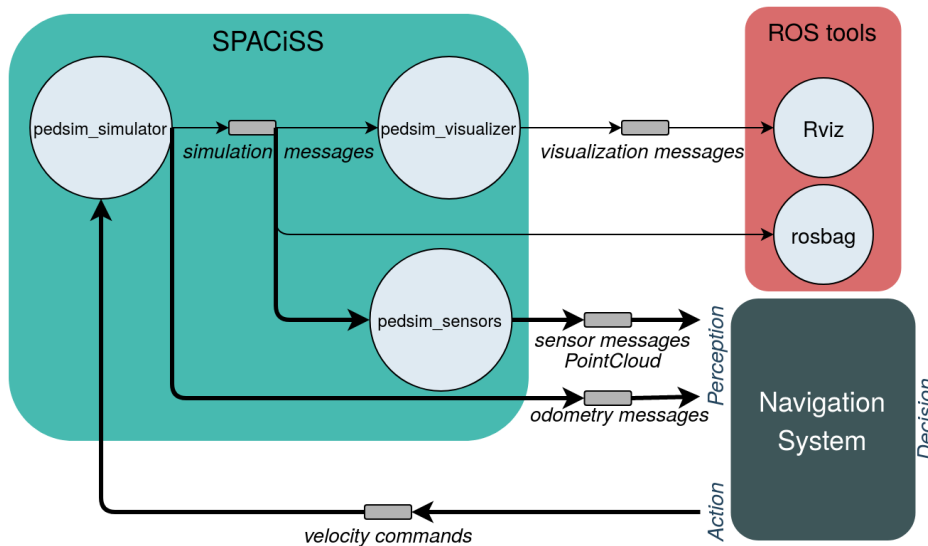 SPACiSS
ROS tools
pedsim_simulator
pedsim_visualizer
Rviz
simulation messages
visualization messages
rosbag
pedsim_sensors
sensor messages
PointCloud
odometry messages
Perception
Navigation
System
Decision
Action
velocity commands